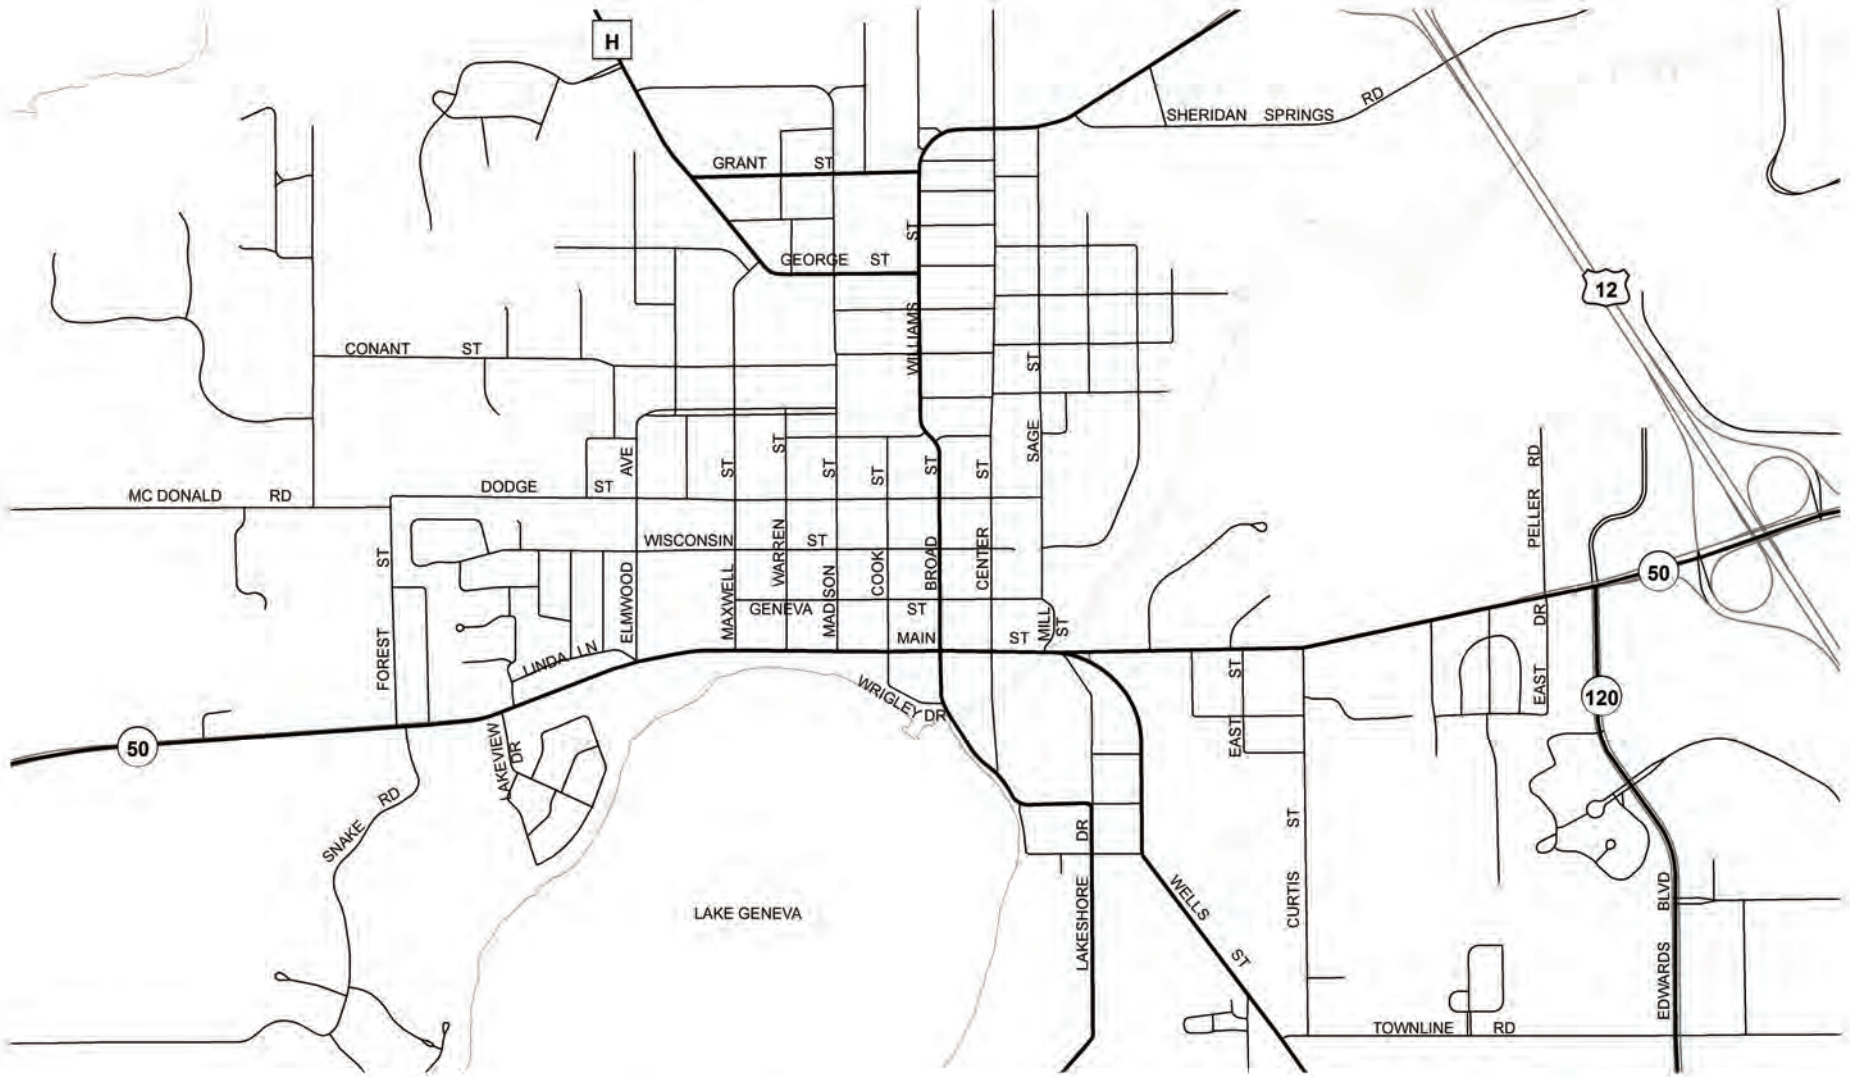 H
SHERIDAN SPRINGS RD
GRANT ST
GEORGE ST
WILLIAMS ST
12
CONANT ST
SAGE ST
MC DONALD RD
DODGE ST
ELMWOOD AVE
MAXWELL ST
WARREN ST
MADISON ST
COOK ST
BROAD ST
CENTER ST
PELLER RD
WISCONSIN ST
50
FOREST ST
GENEVA ST
MAIN ST
MILL ST
LINDA LN
EAST ST
EAST DR
WRIGLEY DR
120
50
LAKEVIEW DR
SNAKE RD
LAKE GENEVA
LAKESHORE DR
WELLS ST
CURTIS ST
EDWARDS BLVD
TOWNLINE RD